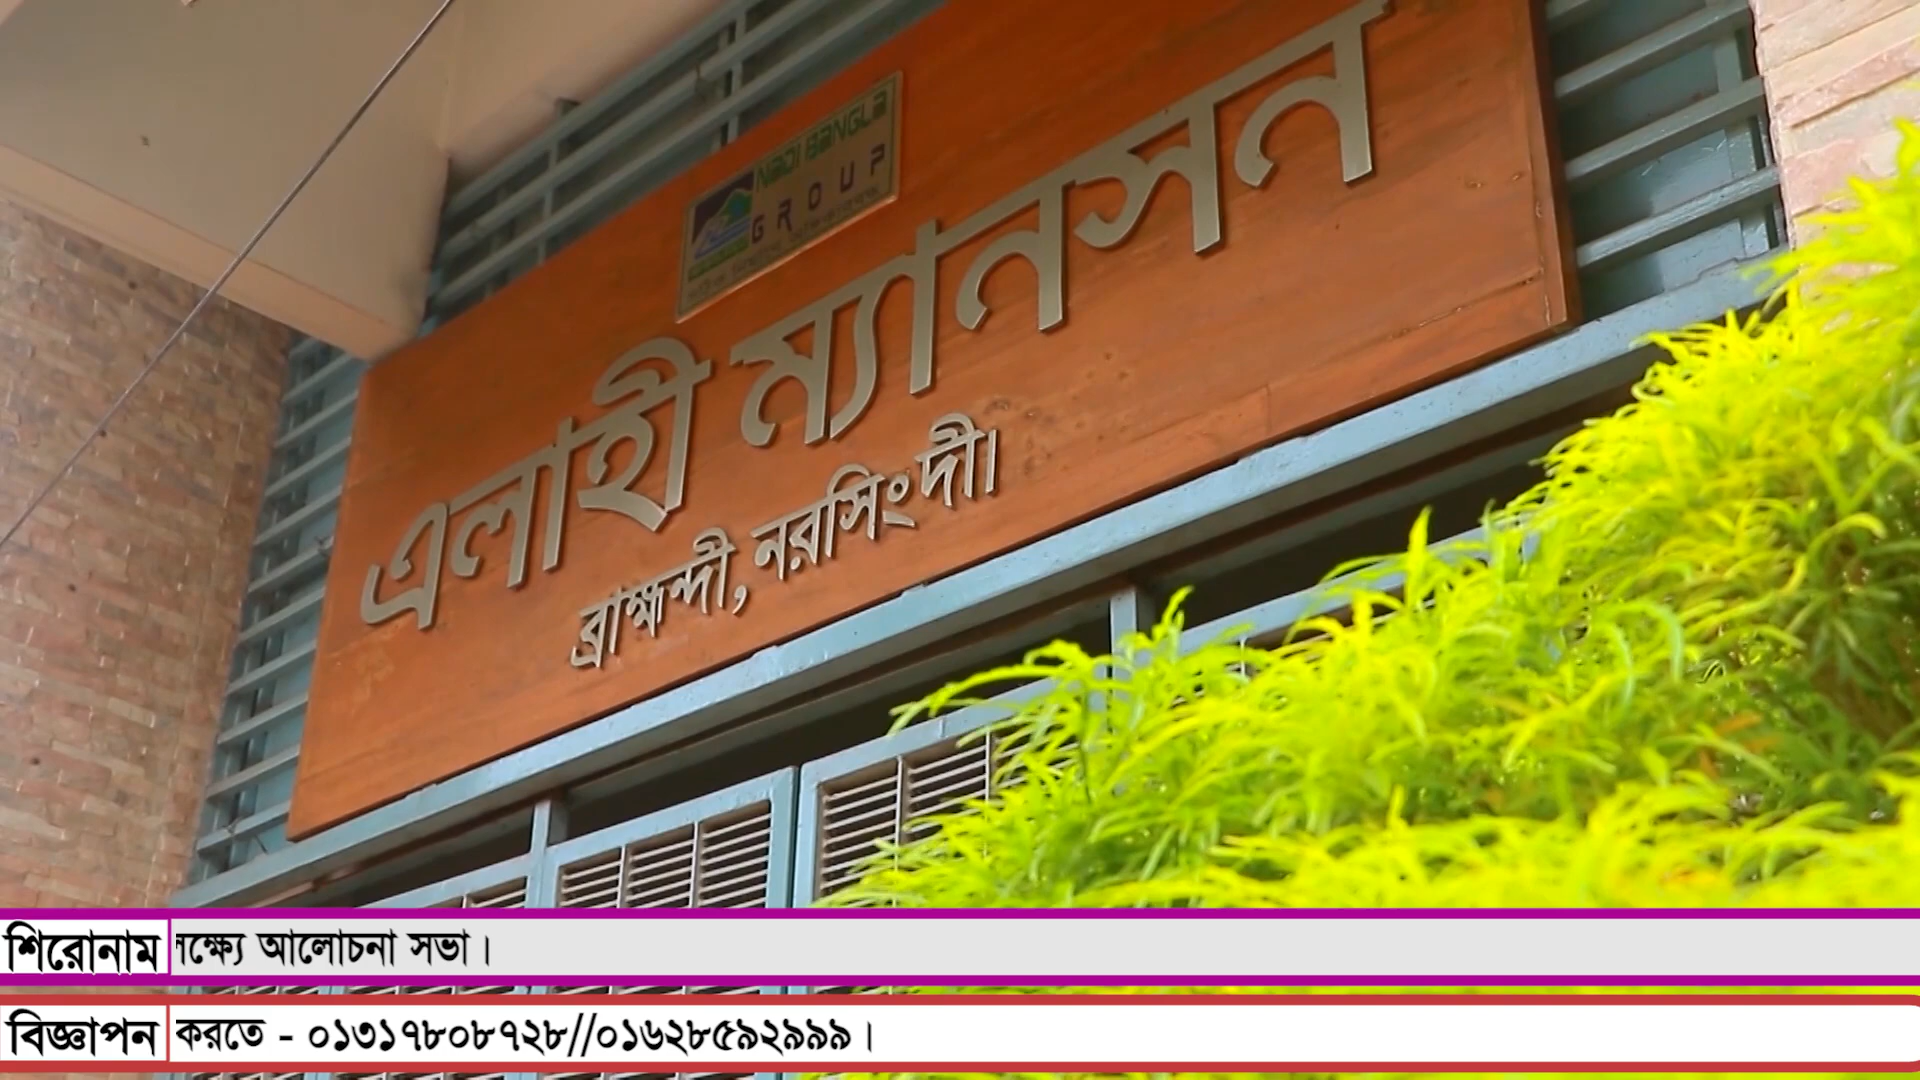 NaDI BaNGLa
GROUP
এলাহী ম্যানসন
ব্রাহ্মন্দী, নরসিংদী।
শিরোনাম
আলোচনা সভা।
বিজ্ঞাপন
করতে - ০১৩১৭৮০৮৭২৮//০১৬২৮৫৯২৯৯৯।